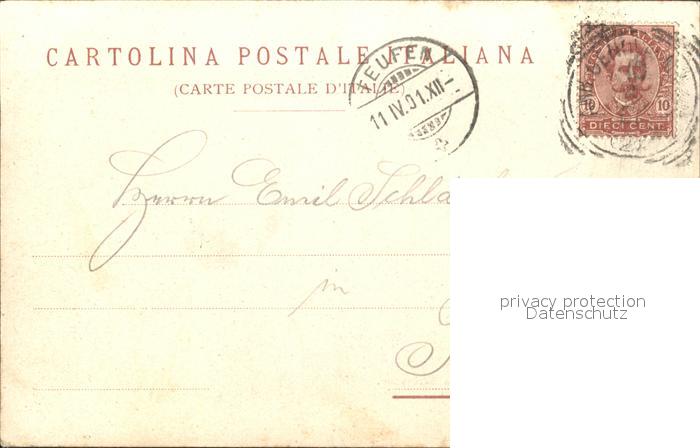 CARTOLINA POSTALE ITALIANA
(CARTE POSTALE D'ITALIE)
TEUFEN
11 IV.01.XII-
10 10
DIECI CENT.
Herrn Emil
in
privacy protection
Datenschutz